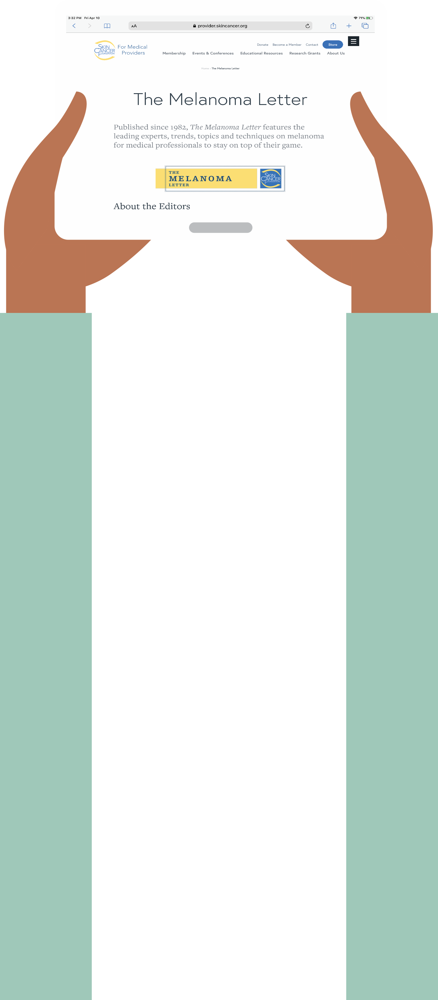 3:32 PM Fri Apr 10
71%
AA
provider.skincancer.org
SKIN
CANCER
FOUNDATION
For Medical
Providers
Donate Become a Member Contact Store
Membership Events & Conferences Educational Resources Research Grants About Us
Home › The Melanoma Letter
The Melanoma Letter
Published since 1982, The Melanoma Letter features the
leading experts, trends, topics and techniques on melanoma
for medical professionals to stay on top of their game.
THE
MELANOMA
LETTER
SKIN
CANCER
FOUNDATION
About the Editors